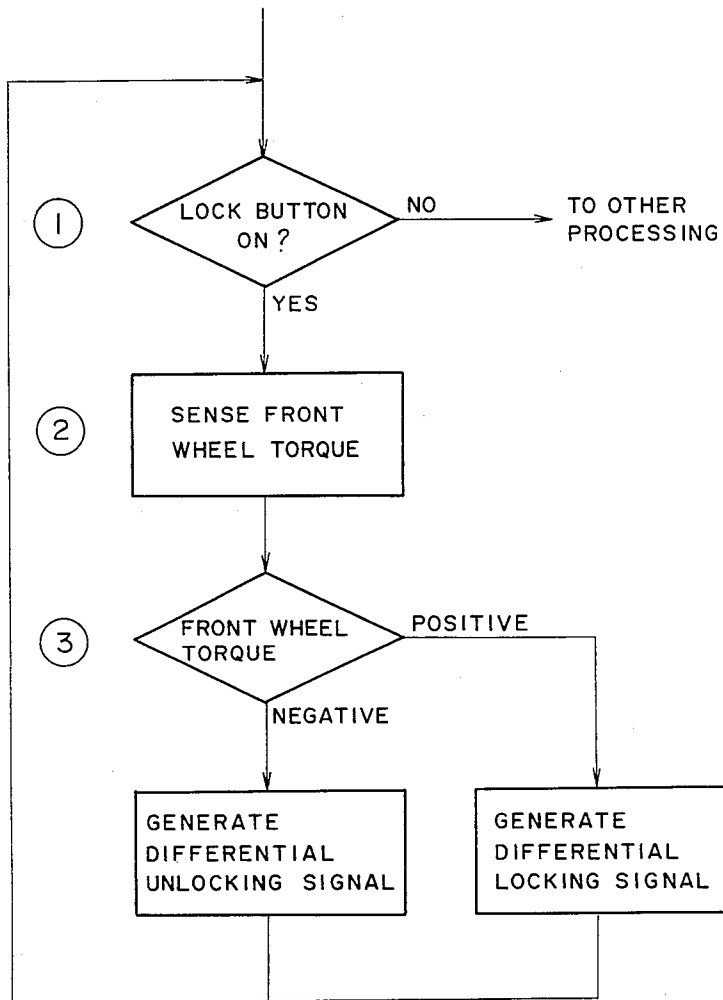 1
LOCK BUTTON
ON?
NO
TO OTHER
PROCESSING
YES
2
SENSE FRONT
WHEEL TORQUE
3
FRONT WHEEL
TORQUE
POSITIVE
NEGATIVE
GENERATE
DIFFERENTIAL
UNLOCKING SIGNAL
GENERATE
DIFFERENTIAL
LOCKING SIGNAL